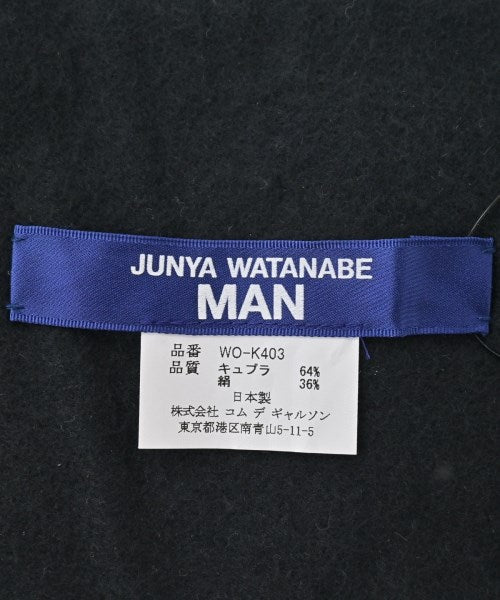 JUNYA WATANABE
MAN
品番 WO-K403
品質 キュプラ 64%
絹 36%
日本製
株式会社 コム デ ギャルソン
東京都港区南青山5-11-5